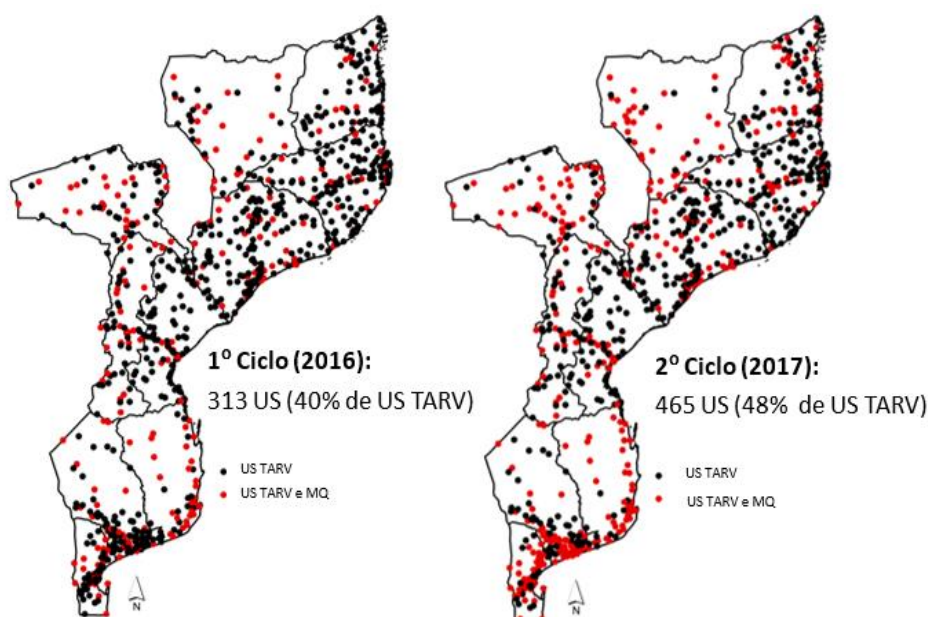 1º Ciclo (2016):
313 US (40% de US TARV)
US TARV
US TARV e MQ
N
2º Ciclo (2017):
465 US (48% de US TARV)
US TARV
US TARV e MQ
N